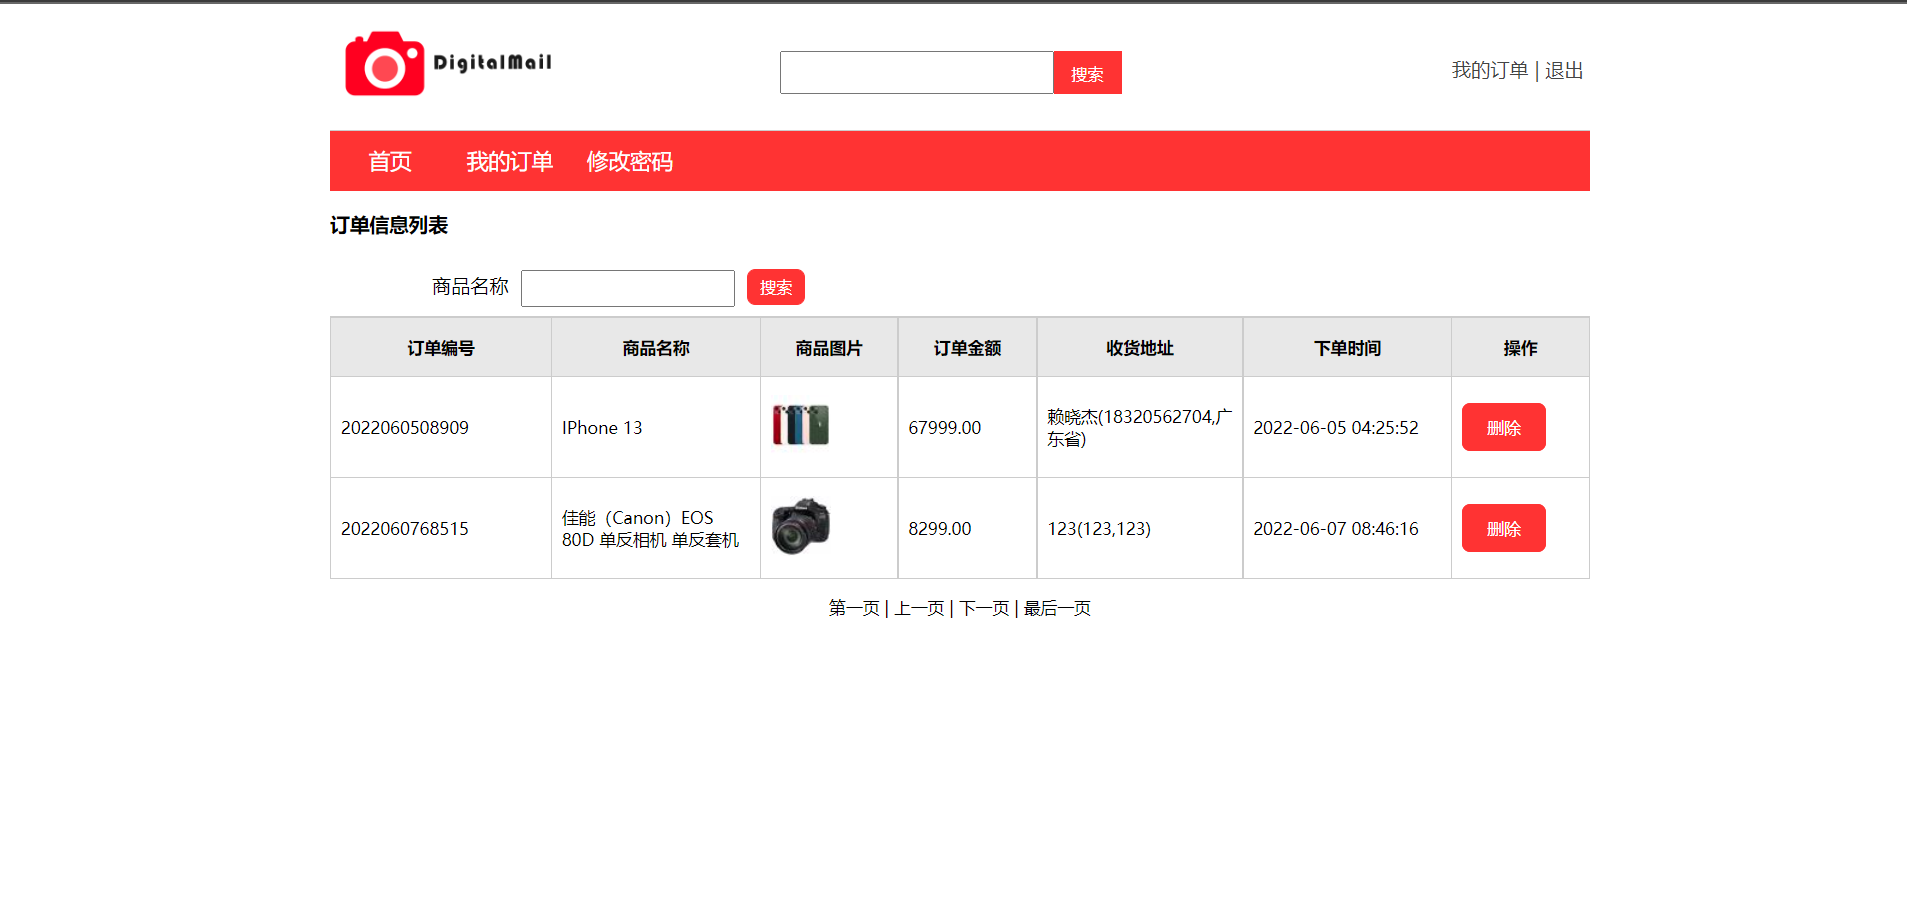 DigitalMail
搜索
我的订单 | 退出
首页 我的订单 修改密码
订单信息列表
商品名称 搜索
订单编号 商品名称 商品图片 订单金额 收货地址 下单时间 操作
2022060508909 IPhone 13 67999.00 赖晓杰(18320562704,广
东省) 2022-06-05 04:25:52 删除
2022060768515 佳能（Canon）EOS
80D 单反相机 单反套机 8299.00 123(123,123) 2022-06-07 08:46:16 删除
第一页 | 上一页 | 下一页 | 最后一页